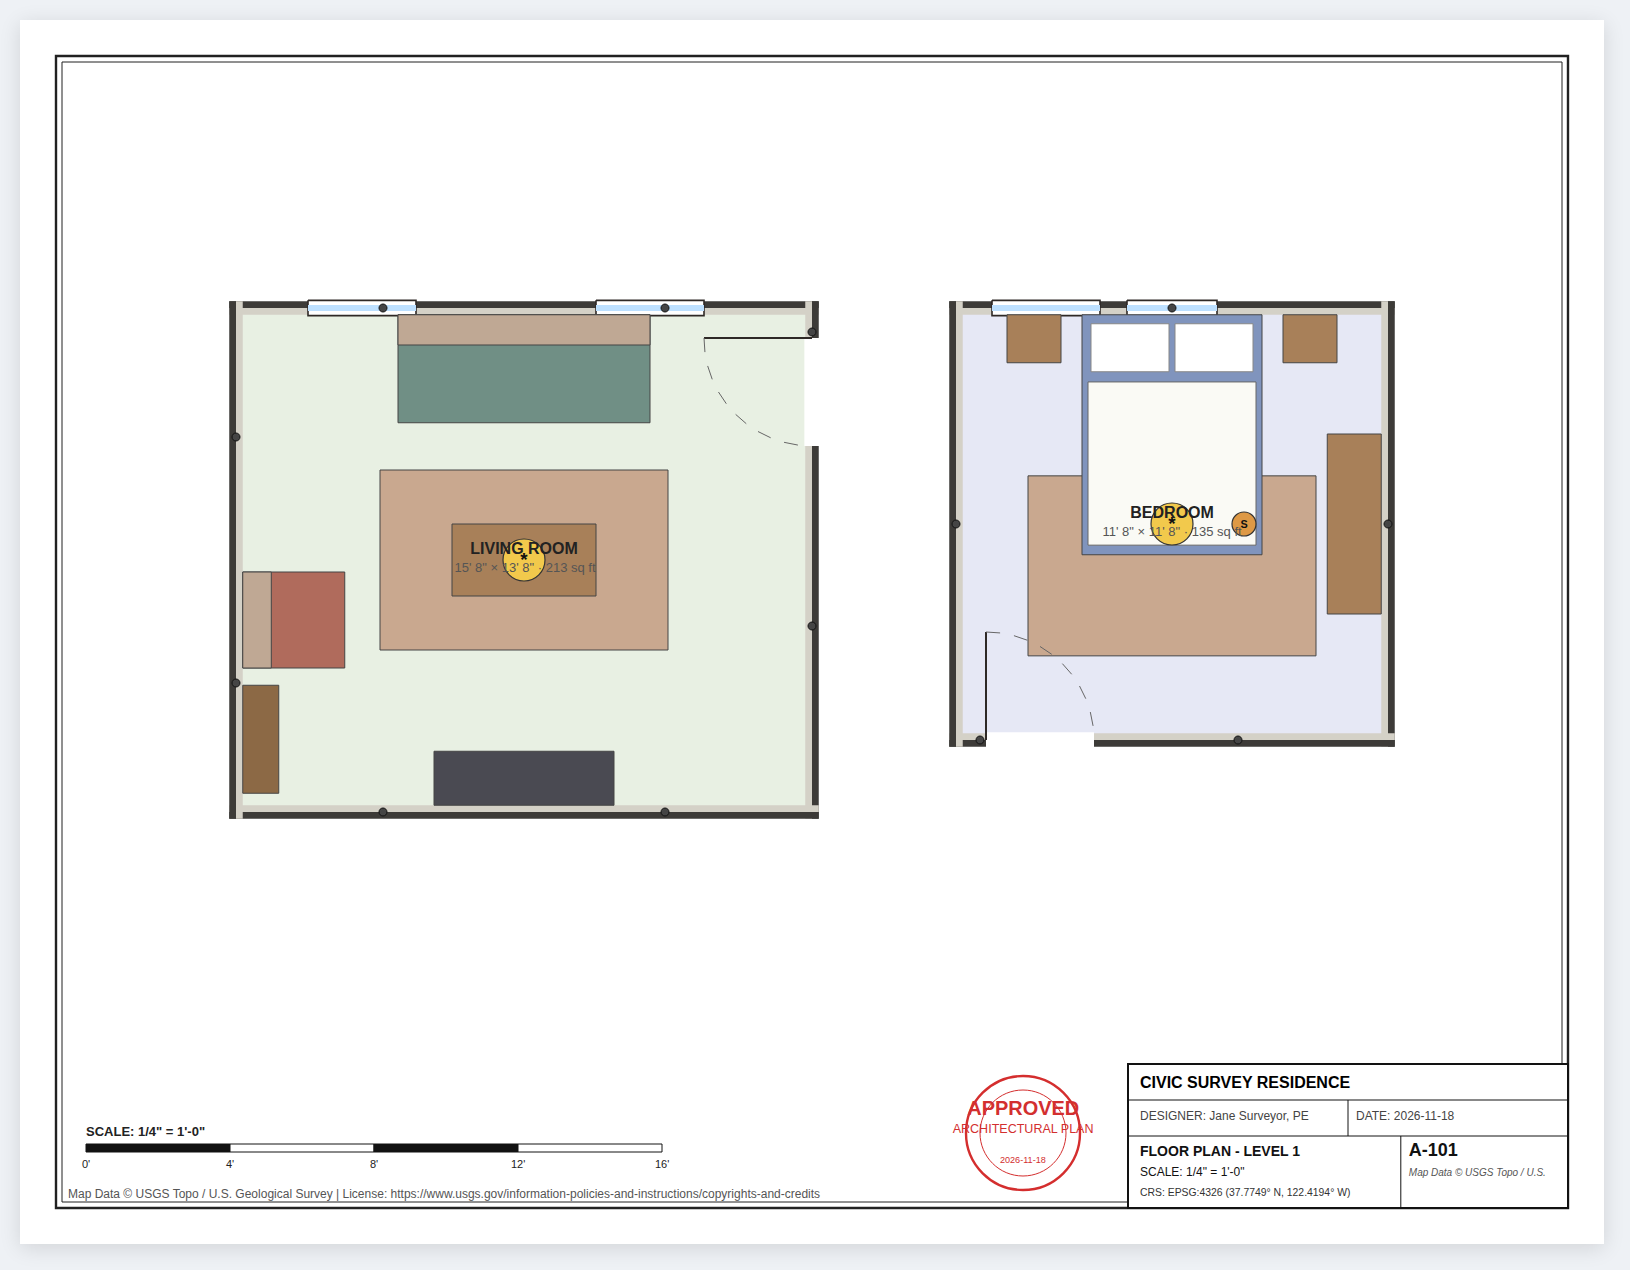 LIVING ROOM
*
15' 8" × 13' 8" · 213 sq ft
BEDROOM
*
S
11' 8" × 11' 8" · 135 sq ft
SCALE: 1/4" = 1'-0"
0' 4' 8' 12' 16'
Map Data © USGS Topo / U.S. Geological Survey | License: https://www.usgs.gov/information-policies-and-instructions/copyrights-and-credits
APPROVED
ARCHITECTURAL PLAN
2026-11-18
CIVIC SURVEY RESIDENCE
DESIGNER: Jane Surveyor, PE
DATE: 2026-11-18
FLOOR PLAN - LEVEL 1
SCALE: 1/4" = 1'-0"
CRS: EPSG:4326 (37.7749° N, 122.4194° W)
A-101
Map Data © USGS Topo / U.S.